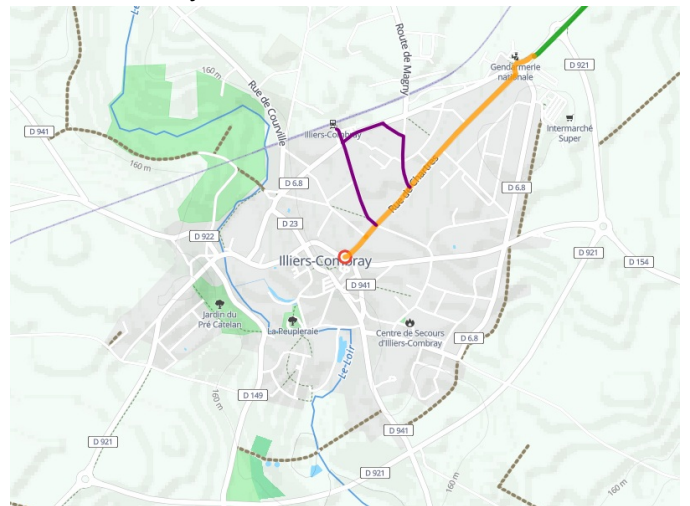 Le
Route de Magny
Gendarmerie
nationale
D 921
160 m
Rue de Courville
Intermarché
Super
D 941
Illiers-Combray
160 m
D 6.8
Rue de Chartres
D 6.8
D 23
D 922
D 921
D 154
Illiers-Combray
D 941
Jardin du
Pré Catelan
La Peupleraie
Centre de Secours
d'Illiers-Combray
D 6.8
Le Loir
D 149
160 m
D 941
D 921
D 921
160 m